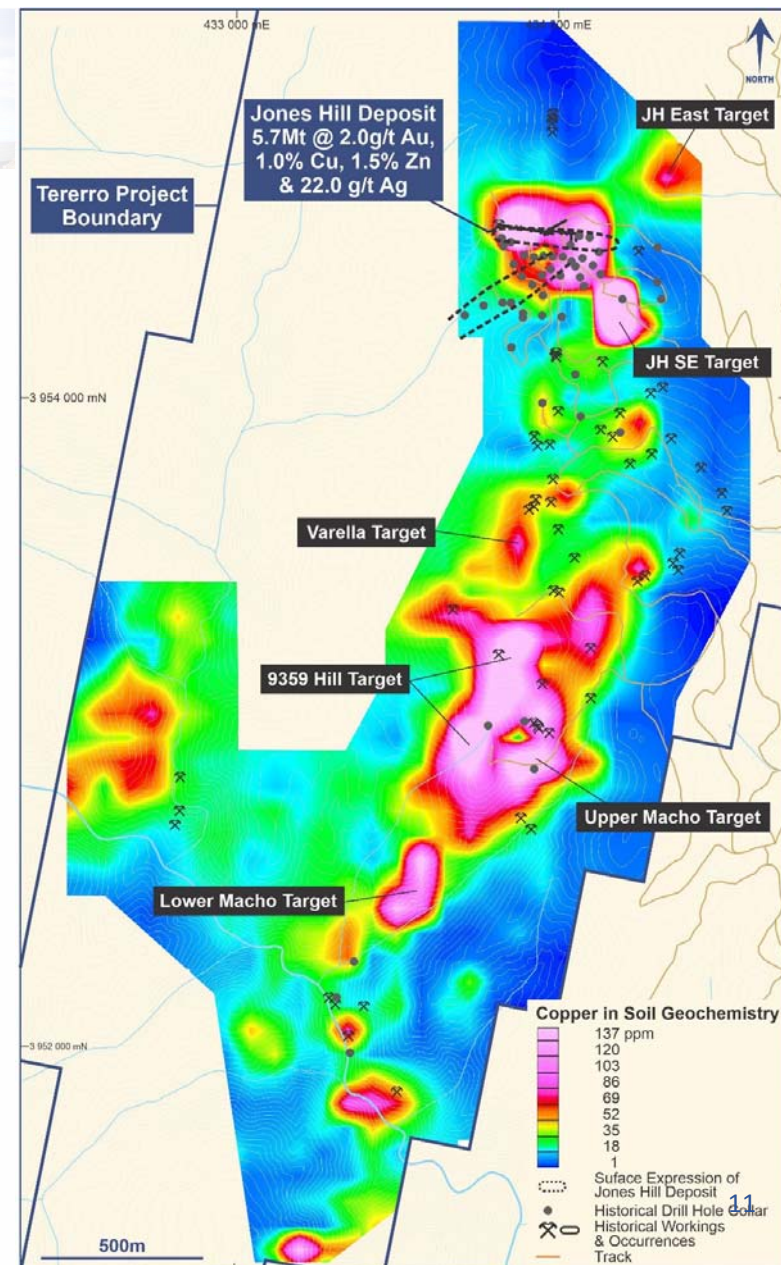 433 000 mE
434 000 mE
NORTH
Jones Hill Deposit
5.7Mt @ 2.0g/t Au,
1.0% Cu, 1.5% Zn
& 22.0 g/t Ag
JH East Target
Tererro Project
Boundary
JH SE Target
3 954 000 mN
Varella Target
9359 Hill Target
Upper Macho Target
Lower Macho Target
3 952 000 mN
Copper in Soil Geochemistry
137 ppm
120
103
86
69
52
35
18
1
Suface Expression of
Jones Hill Deposit
Historical Drill Hole Collar
Historical Workings
& Occurrences
Track
500m
11